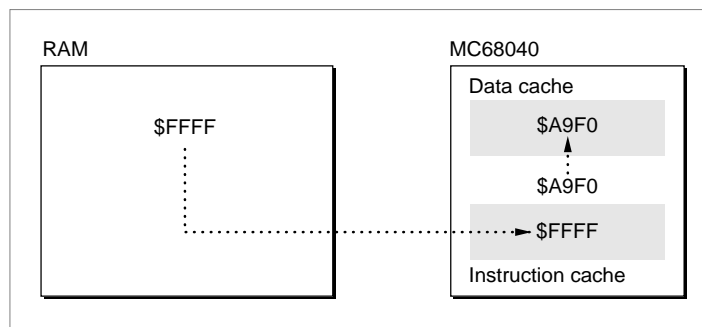 RAM
$FFFF
MC68040
Data cache
$A9F0
$A9F0
$FFFF
Instruction cache